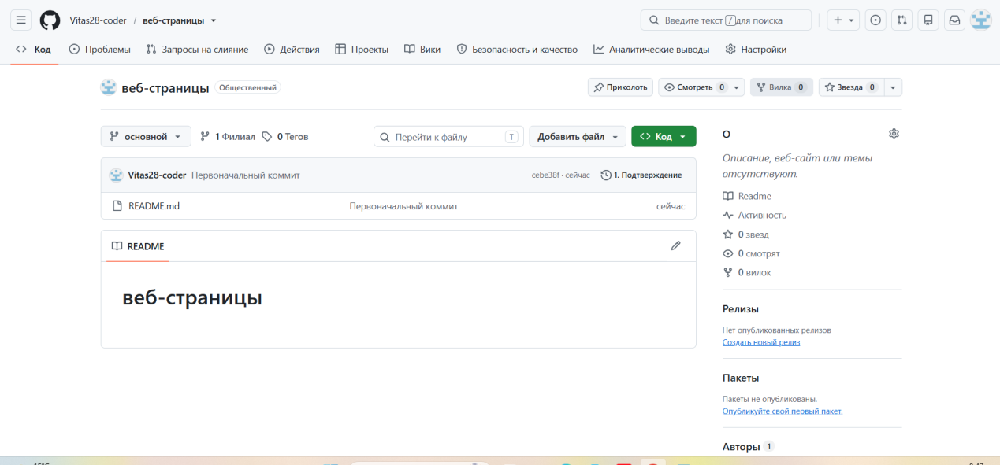 Vitas28-coder / веб-страницы
Введите текст / для поиска
Код
Проблемы
Запросы на слияние
Действия
Проекты
Вики
Безопасность и качество
Аналитические выводы
Настройки
веб-страницы Общественный
Приколоть
Смотреть 0
Вилка 0
Звезда 0
основной
1 Филиал
0 Тегов
Перейти к файлу T
Добавить файл
Код
О
Описание, веб-сайт или темы
отсутствуют.
Vitas28-coder Первоначальный коммит cebe38f · сейчас 1. Подтверждение
README.md Первоначальный коммит сейчас
README
веб-страницы
Readme
Активность
0 звезд
0 смотрят
0 вилок
Релизы
Нет опубликованных релизов
Создать новый релиз
Пакеты
Пакеты не опубликованы.
Опубликуйте свой первый пакет.
Авторы 1